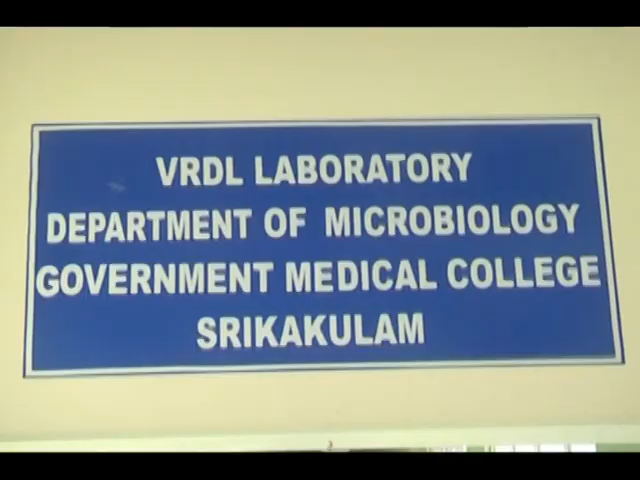 VRDL LABORATORY
DEPARTMENT OF MICROBIOLOGY
GOVERNMENT MEDICAL COLLEGE
SRIKAKULAM